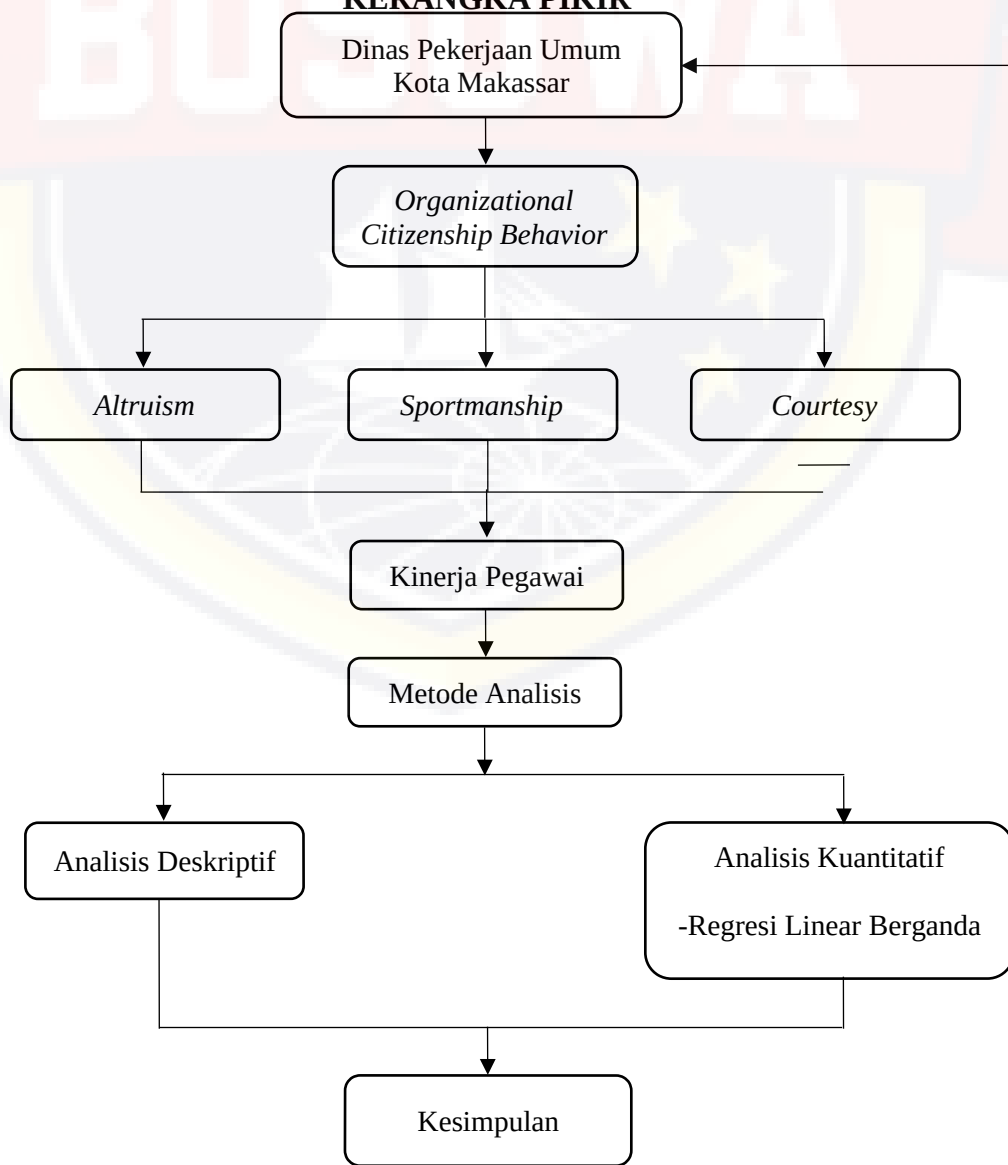 BOSOWA
KERANGKA PIKIR
Dinas Pekerjaan Umum
Kota Makassar
Organizational
Citizenship Behavior
Altruism
Sportmanship
Courtesy
Kinerja Pegawai
Metode Analisis
Analisis Deskriptif
Analisis Kuantitatif
-Regresi Linear Berganda
Kesimpulan